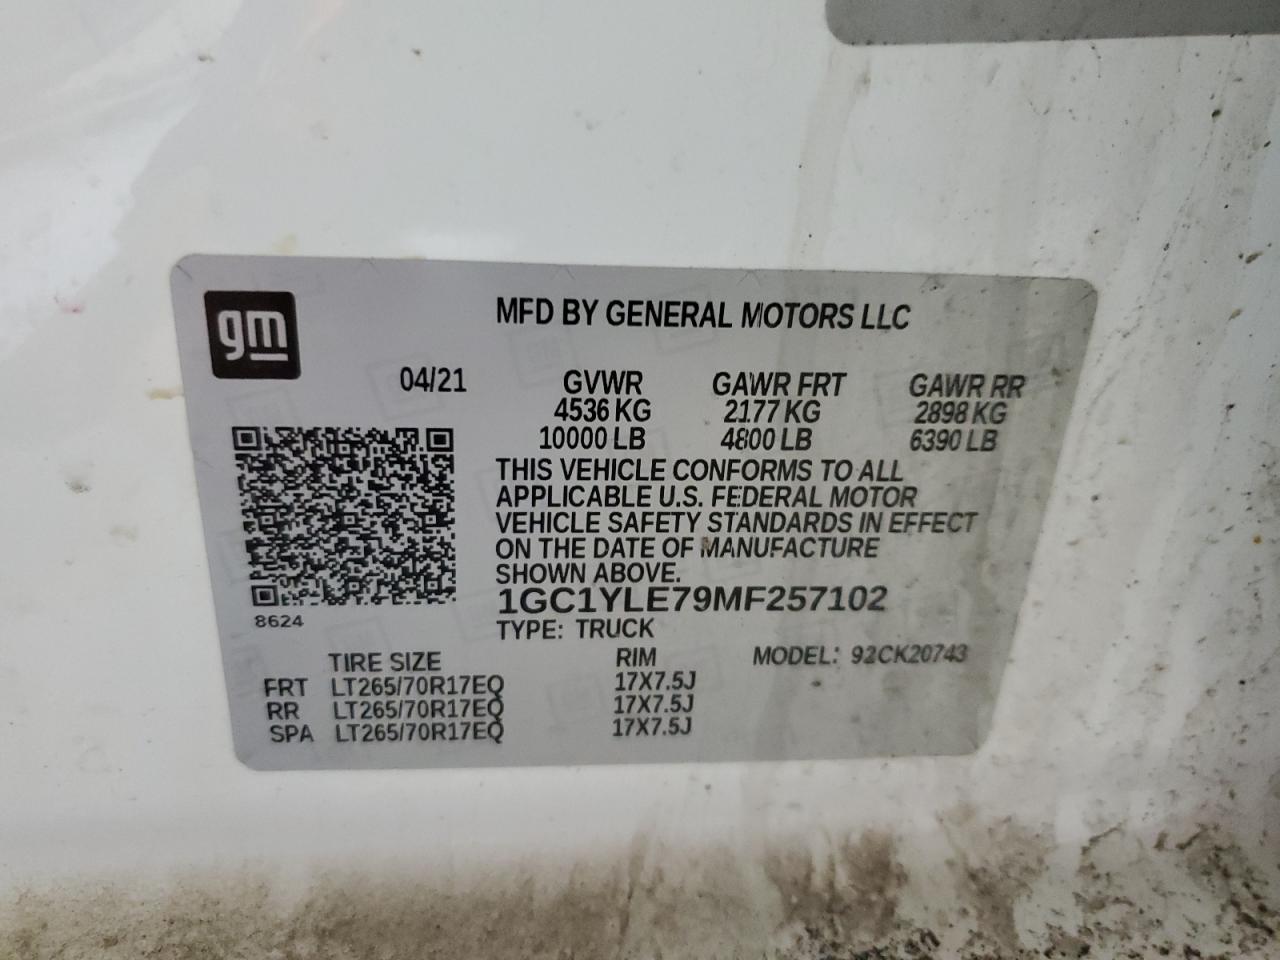 gm
MFD BY GENERAL MOTORS LLC
04/21
GVWR GAWR FRT GAWR RR
4536 KG 2177 KG 2898 KG
10000 LB 4800 LB 6390 LB
THIS VEHICLE CONFORMS TO ALL
APPLICABLE U.S. FEDERAL MOTOR
VEHICLE SAFETY STANDARDS IN EFFECT
ON THE DATE OF MANUFACTURE
SHOWN ABOVE.
1GC1YLE79MF257102
8624
TYPE: TRUCK
TIRE SIZE RIM MODEL: 92CK20743
FRT LT265/70R17EQ 17X7.5J
RR LT265/70R17EQ 17X7.5J
SPA LT265/70R17EQ 17X7.5J